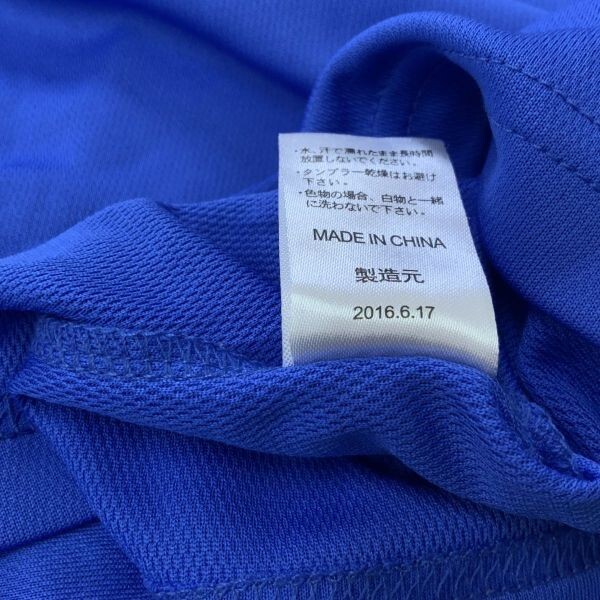 ・水、汗で濡れたまま長時間
放置しないでください。
・タンブラー乾燥はお避け
下さい。
・色物の場合、白物と一緒
に洗わないで下さい。
MADE IN CHINA
製造元
2016.6.17